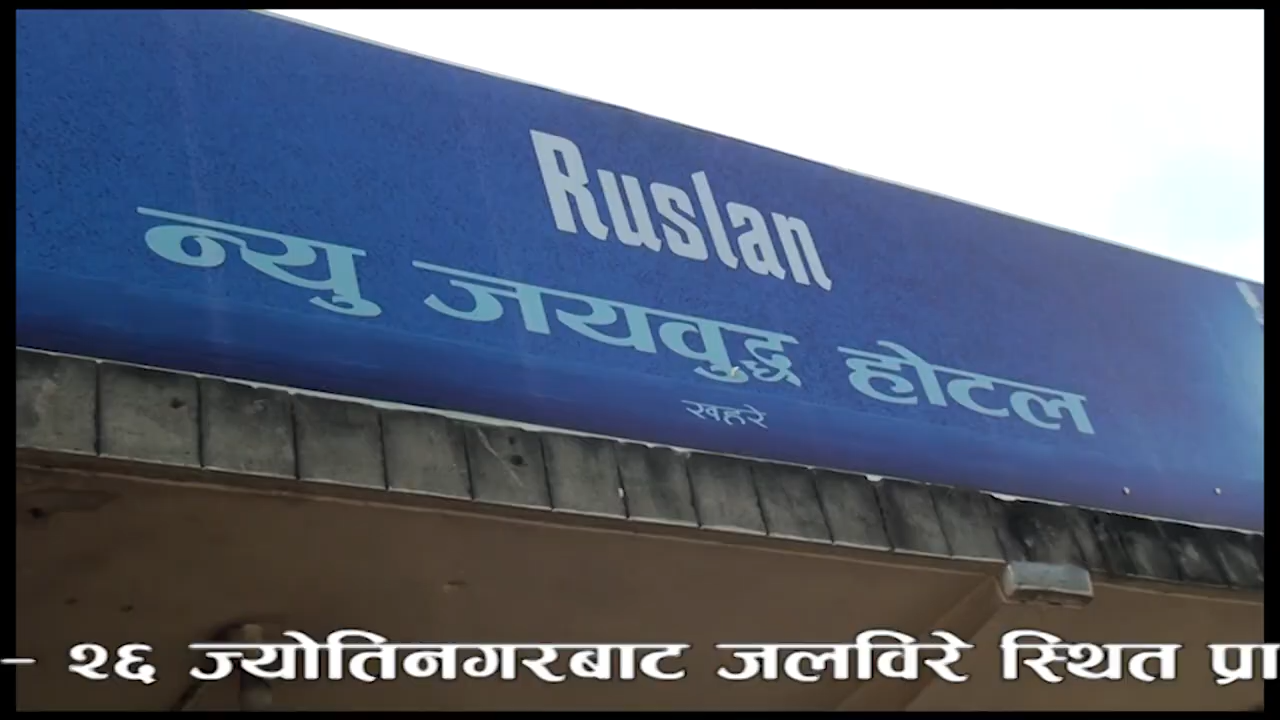 Ruslan
न्यु जयवुद्ध होटल
खहरे
– २६ ज्योतिनगरबाट जलविरे स्थित प्रा